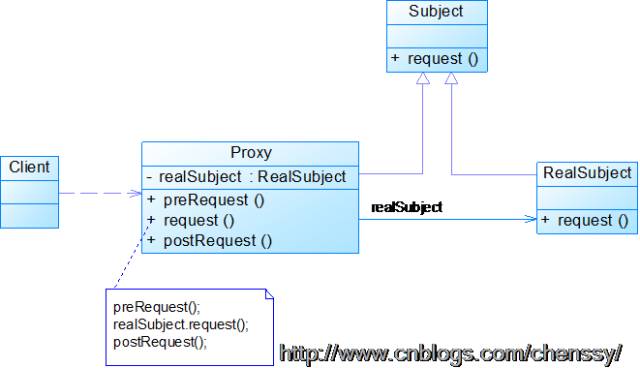 Subject
+ request ()
Client
Proxy
- realSubject : RealSubject
+ preRequest ()
+ request ()
+ postRequest ()
realSubject
RealSubject
+ request ()
preRequest();
realSubject.request();
postRequest();
http://www.cnblogs.com/chenssy/